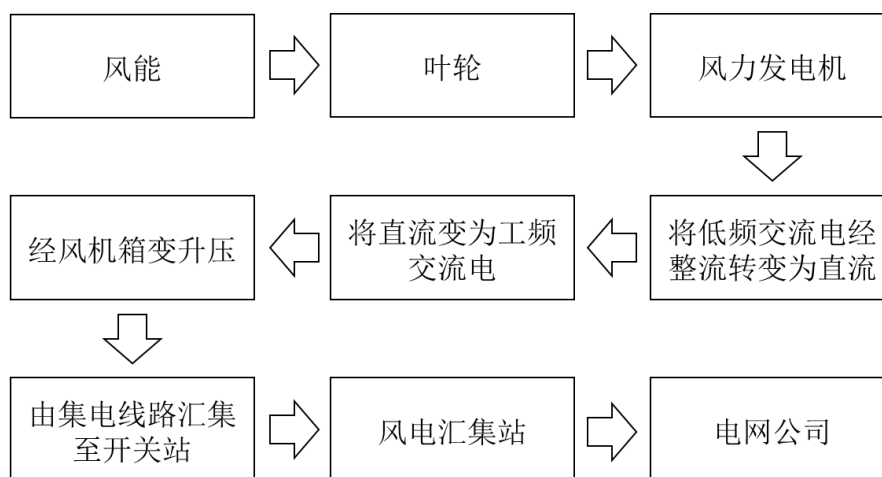 风能
叶轮
风力发电机
将低频交流电经
整流转变为直流
将直流变为工频
交流电
经风机箱变升压
由集电线路汇集
至开关站
风电汇集站
电网公司